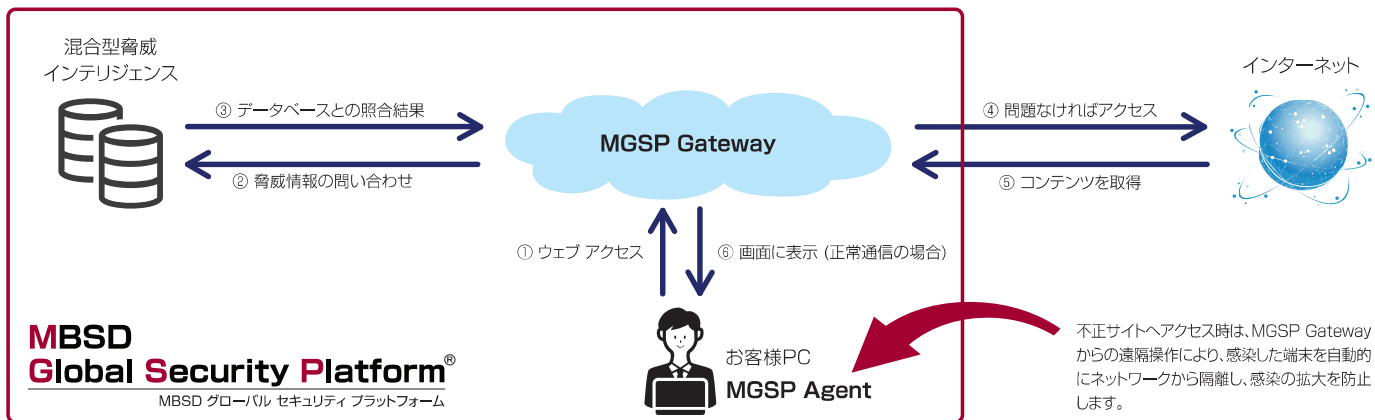 混合型脅威
インテリジェンス
③ データベースとの照合結果
② 脅威情報の問い合わせ
MGSP Gateway
④ 問題なければアクセス
⑤ コンテンツを取得
インターネット
① ウェブ アクセス
⑥ 画面に表示 (正常通信の場合)
お客様PC
MGSP Agent
MBSD
Global Security Platform®
MBSD グローバル セキュリティ プラットフォーム
不正サイトへアクセス時は、MGSP Gateway
からの遠隔操作により、感染した端末を自動的
にネットワークから隔離し、感染の拡大を防止
します。